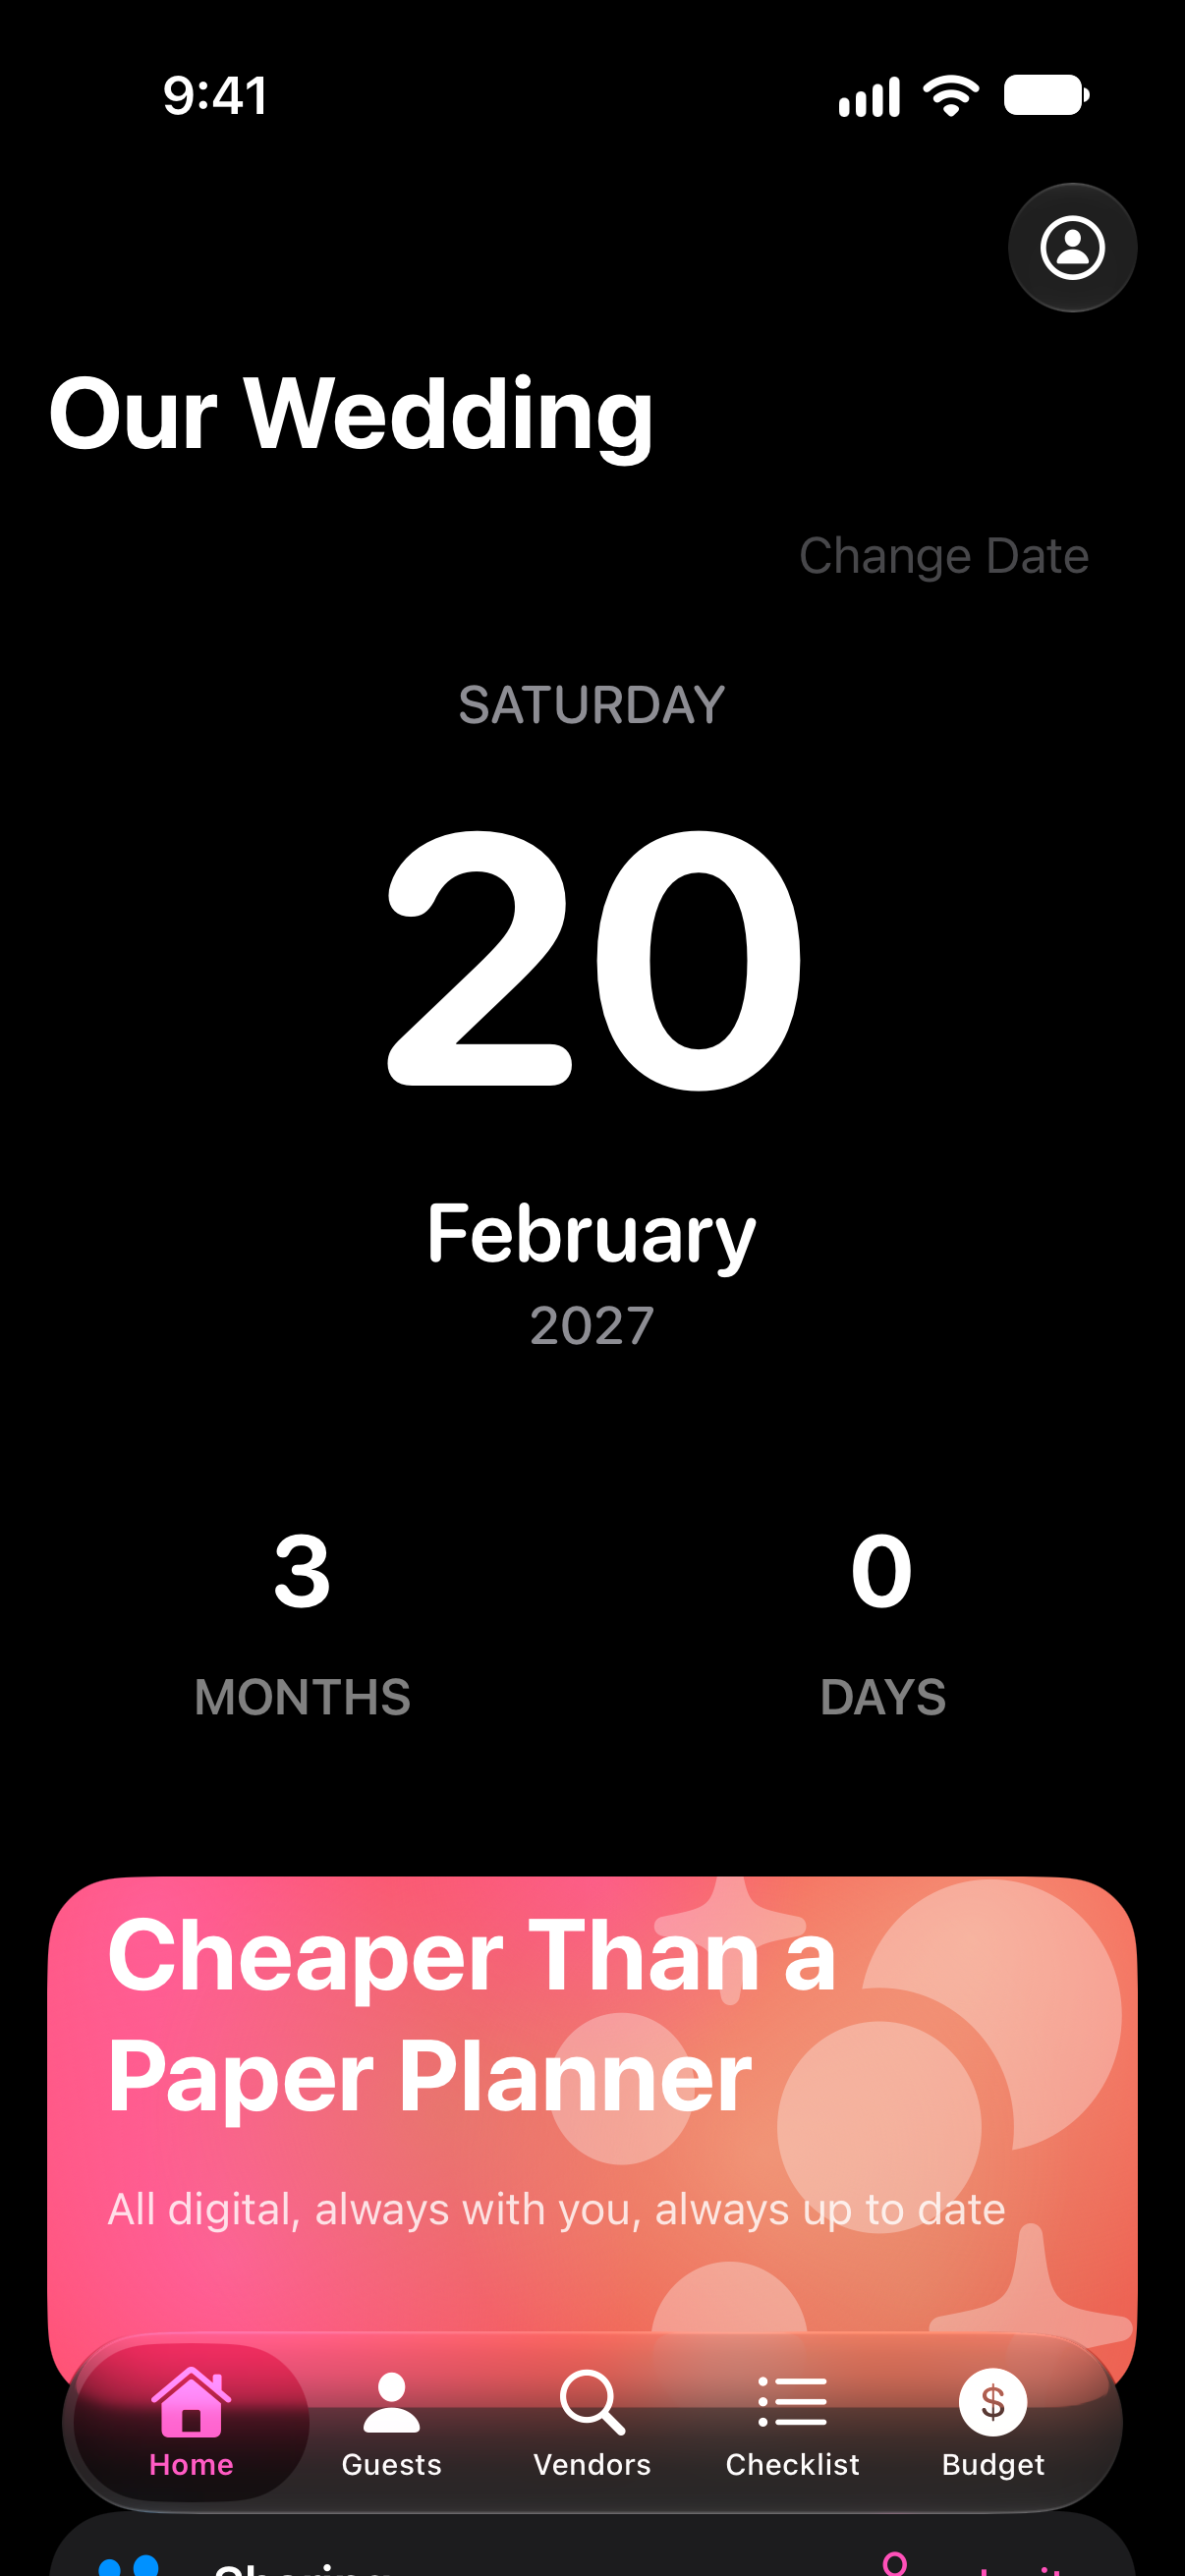 9:41
Our Wedding
Change Date
SATURDAY
20
February
2027
3
0
MONTHS
DAYS
Cheaper Than a
Paper Planner
All digital, always with you, always up to date
Home
Guests
Vendors
Checklist
$
Budget
Sharing